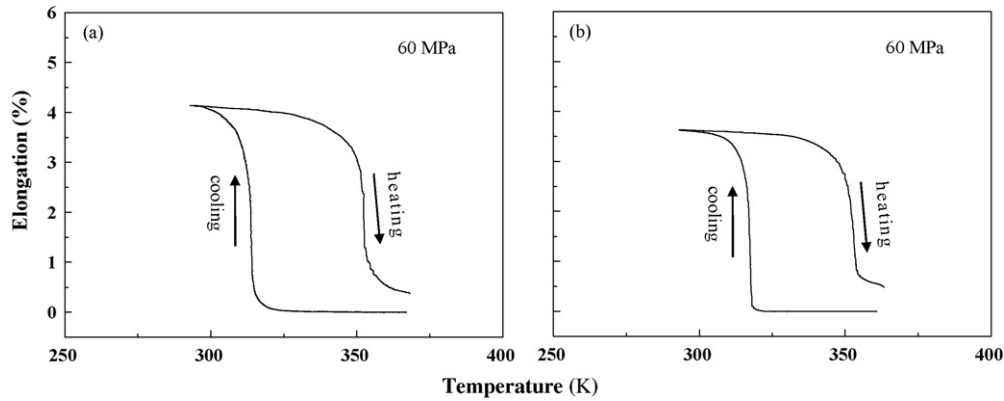 6
(a)
60 MPa
(b)
60 MPa
5
4
3
2
1
0
Elongation (%)
cooling
heating
cooling
heating
250
300
350
400
250
300
350
400
Temperature (K)